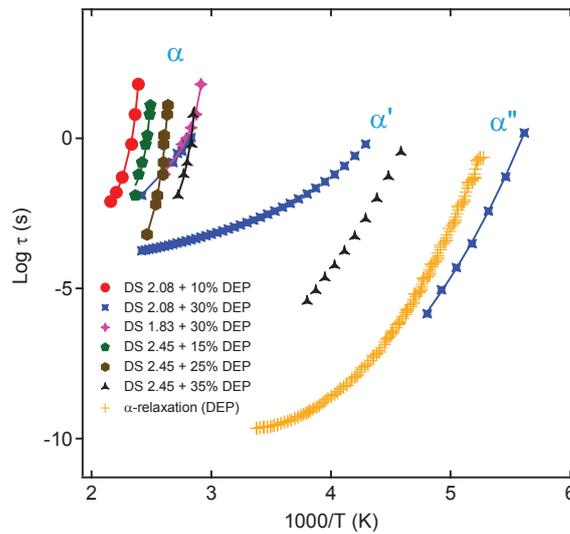 α
α'
α''
0
-5
-10
Log τ (s)
DS 2.08 + 10% DEP
DS 2.08 + 30% DEP
DS 1.83 + 30% DEP
DS 2.45 + 15% DEP
DS 2.45 + 25% DEP
DS 2.45 + 35% DEP
α-relaxation (DEP)
2 3 4 5 6
1000/T (K)